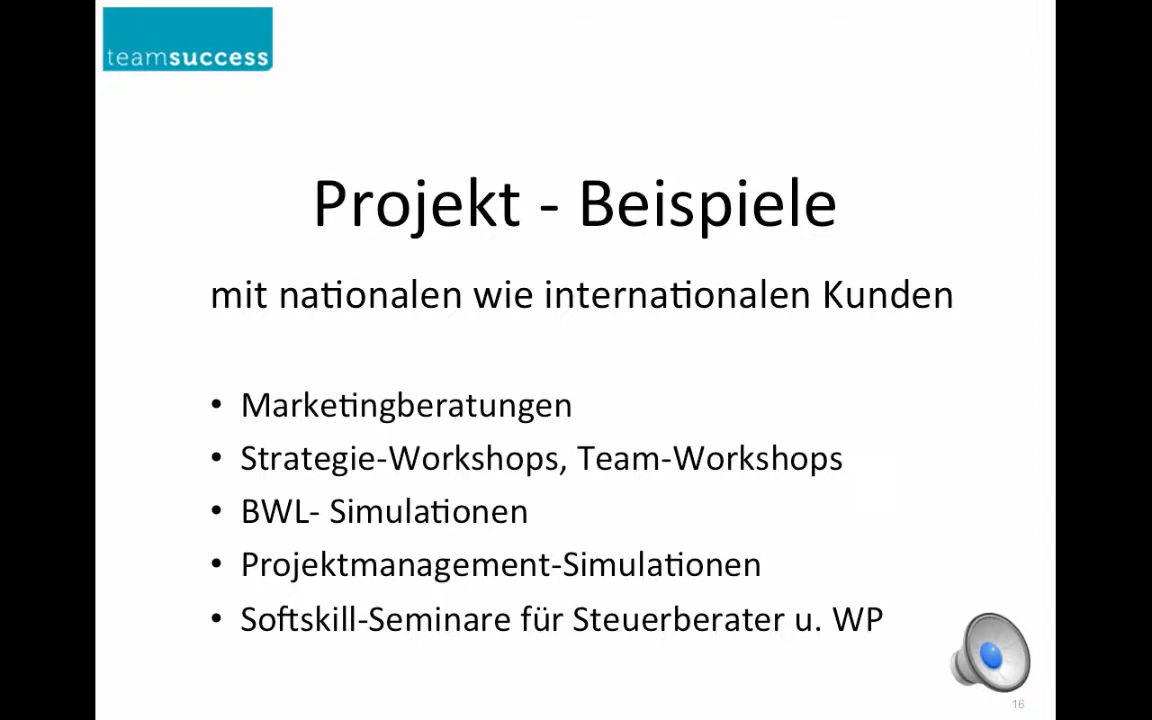 teamsuccess
Projekt - Beispiele
mit nationalen wie internationalen Kunden
• Marketingberatungen
• Strategie-Workshops, Team-Workshops
• BWL- Simulationen
• Projektmanagement-Simulationen
• Softskill-Seminare für Steuerberater u. WP
16